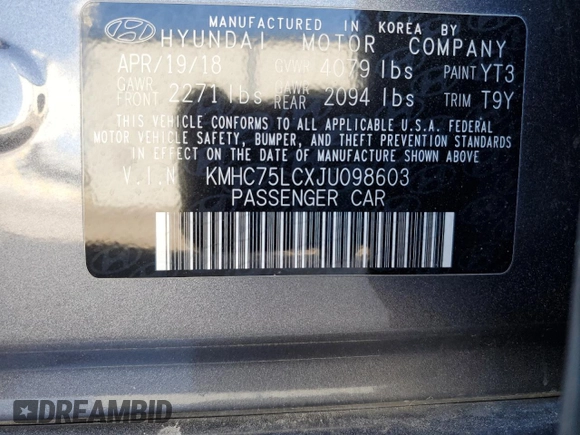 MANUFACTURED IN KOREA BY
HYUNDAI MOTOR COMPANY
APR/19/18 GVWR 4079 lbs PAINT YT3
GAWR FRONT 2271 lbs GAWR REAR 2094 lbs TRIM T9Y
THIS VEHICLE CONFORMS TO ALL APPLICABLE U.S.A. FEDERAL
MOTOR VEHICLE SAFETY, BUMPER, AND THEFT PREVENTION STANDARDS
IN EFFECT ON THE DATE OF MANUFACTURE SHOWN ABOVE
V.I.N KMHC75LCXJU098603
PASSENGER CAR
DREAMBID